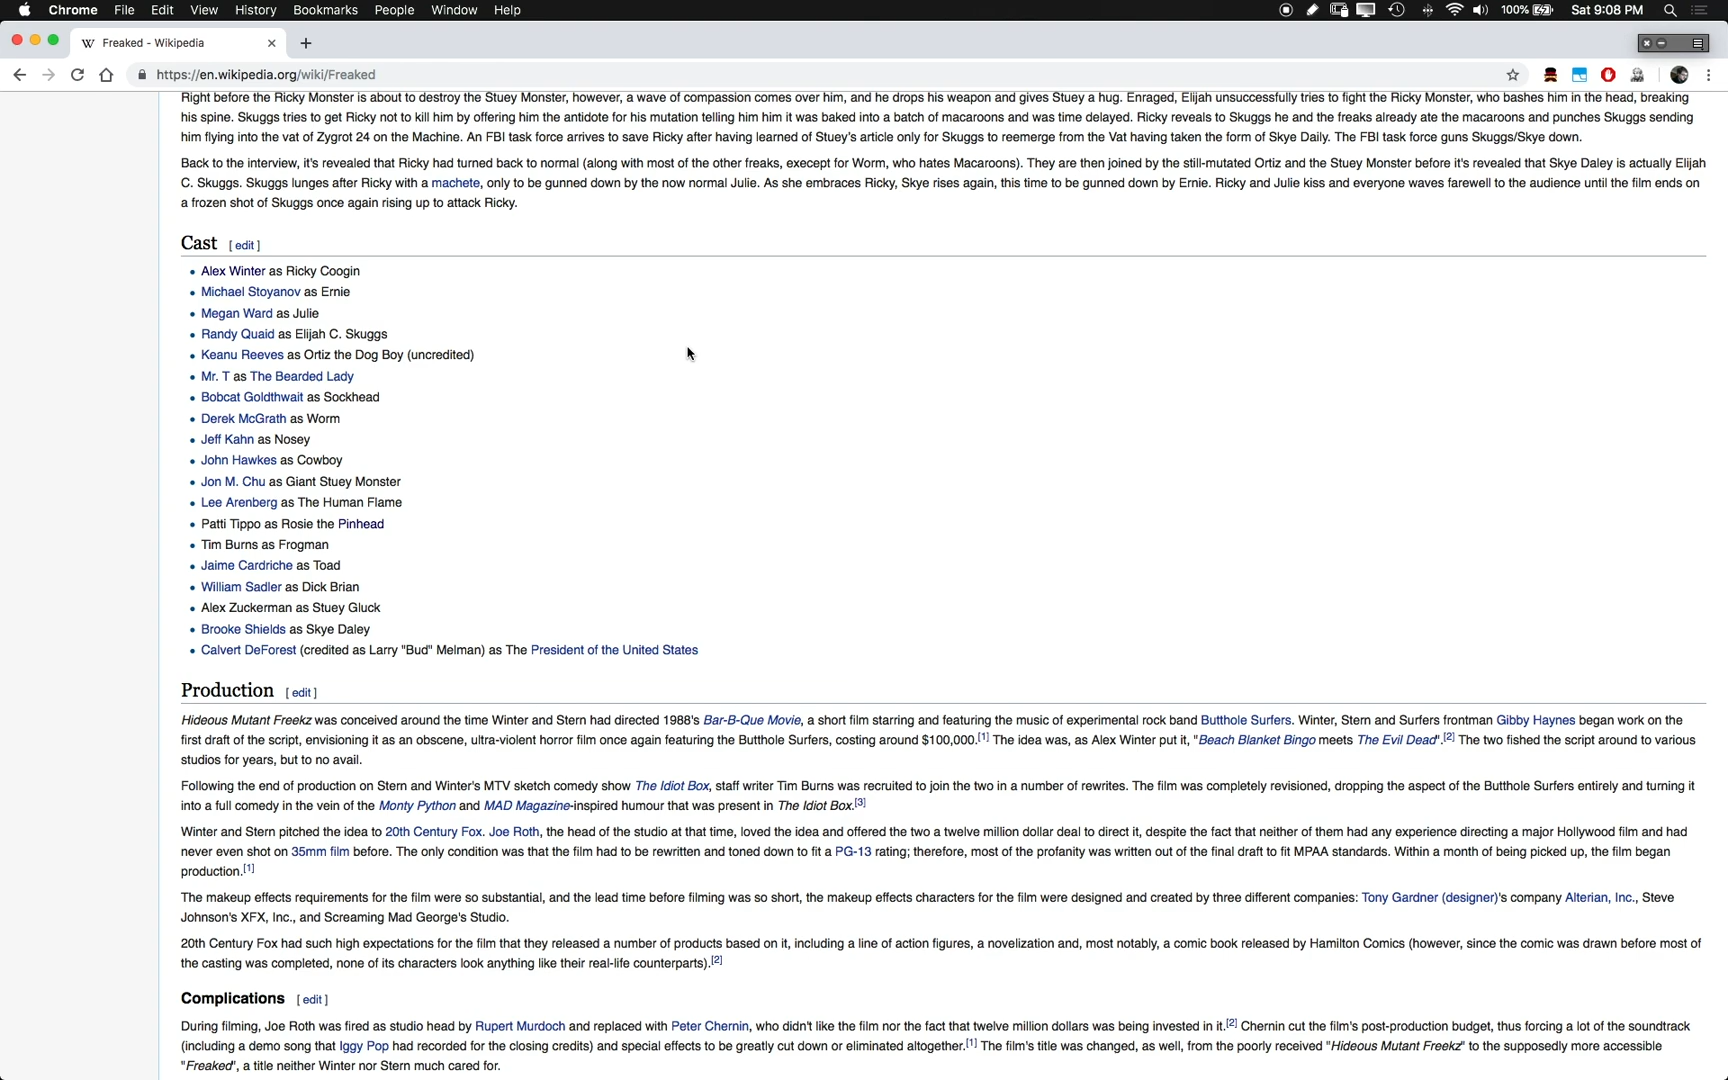 Chrome File Edit View History Bookmarks People Window Help 100% Sat 9:08 PM
Freaked - Wikipedia
https://en.wikipedia.org/wiki/Freaked
Right before the Ricky Monster is about to destroy the Stuey Monster, however, a wave of compassion comes over him, and he drops his weapon and gives Stuey a hug. Enraged, Elijah unsuccessfully tries to fight the Ricky Monster, who bashes him in the head, breaking
his spine. Skuggs tries to get Ricky not to kill him by offering him the antidote for his mutation telling him him it was baked into a batch of macaroons and was time delayed. Ricky reveals to Skuggs he and the freaks already ate the macaroons and punches Skuggs sending
him flying into the vat of Zygrot 24 on the Machine. An FBI task force arrives to save Ricky after having learned of Stuey's article only for Skuggs to reemerge from the Vat having taken the form of Skye Daily. The FBI task force guns Skuggs/Skye down.
Back to the interview, it's revealed that Ricky had turned back to normal (along with most of the other freaks, execept for Worm, who hates Macaroons). They are then joined by the still-mutated Ortiz and the Stuey Monster before it's revealed that Skye Daley is actually Elijah
C. Skuggs. Skuggs lunges after Ricky with a machete, only to be gunned down by the now normal Julie. As she embraces Ricky, Skye rises again, this time to be gunned down by Ernie. Ricky and Julie kiss and everyone waves farewell to the audience until the film ends on
a frozen shot of Skuggs once again rising up to attack Ricky.
Cast [ edit ]
• Alex Winter as Ricky Coogin
• Michael Stoyanov as Ernie
• Megan Ward as Julie
• Randy Quaid as Elijah C. Skuggs
• Keanu Reeves as Ortiz the Dog Boy (uncredited)
• Mr. T as The Bearded Lady
• Bobcat Goldthwait as Sockhead
• Derek McGrath as Worm
• Jeff Kahn as Nosey
• John Hawkes as Cowboy
• Jon M. Chu as Giant Stuey Monster
• Lee Arenberg as The Human Flame
• Patti Tippo as Rosie the Pinhead
• Tim Burns as Frogman
• Jaime Cardriche as Toad
• William Sadler as Dick Brian
• Alex Zuckerman as Stuey Gluck
• Brooke Shields as Skye Daley
• Calvert DeForest (credited as Larry "Bud" Melman) as The President of the United States
Production [ edit ]
Hideous Mutant Freekz was conceived around the time Winter and Stern had directed 1988's Bar-B-Que Movie, a short film starring and featuring the music of experimental rock band Butthole Surfers. Winter, Stern and Surfers frontman Gibby Haynes began work on the
first draft of the script, envisioning it as an obscene, ultra-violent horror film once again featuring the Butthole Surfers, costing around $100,000.[1] The idea was, as Alex Winter put it, "Beach Blanket Bingo meets The Evil Dead".[2] The two fished the script around to various
studios for years, but to no avail.
Following the end of production on Stern and Winter's MTV sketch comedy show The Idiot Box, staff writer Tim Burns was recruited to join the two in a number of rewrites. The film was completely revisioned, dropping the aspect of the Butthole Surfers entirely and turning it
into a full comedy in the vein of the Monty Python and MAD Magazine-inspired humour that was present in The Idiot Box.[3]
Winter and Stern pitched the idea to 20th Century Fox. Joe Roth, the head of the studio at that time, loved the idea and offered the two a twelve million dollar deal to direct it, despite the fact that neither of them had any experience directing a major Hollywood film and had
never even shot on 35mm film before. The only condition was that the film had to be rewritten and toned down to fit a PG-13 rating; therefore, most of the profanity was written out of the final draft to fit MPAA standards. Within a month of being picked up, the film began
production.[1]
The makeup effects requirements for the film were so substantial, and the lead time before filming was so short, the makeup effects characters for the film were designed and created by three different companies: Tony Gardner (designer)'s company Alterian, Inc., Steve
Johnson's XFX, Inc., and Screaming Mad George's Studio.
20th Century Fox had such high expectations for the film that they released a number of products based on it, including a line of action figures, a novelization and, most notably, a comic book released by Hamilton Comics (however, since the comic was drawn before most of
the casting was completed, none of its characters look anything like their real-life counterparts).[2]
Complications [ edit ]
During filming, Joe Roth was fired as studio head by Rupert Murdoch and replaced with Peter Chernin, who didn't like the film nor the fact that twelve million dollars was being invested in it.[2] Chernin cut the film's post-production budget, thus forcing a lot of the soundtrack
(including a demo song that Iggy Pop had recorded for the closing credits) and special effects to be greatly cut down or eliminated altogether.[1] The film's title was changed, as well, from the poorly received "Hideous Mutant Freekz" to the supposedly more accessible
"Freaked", a title neither Winter nor Stern much cared for.